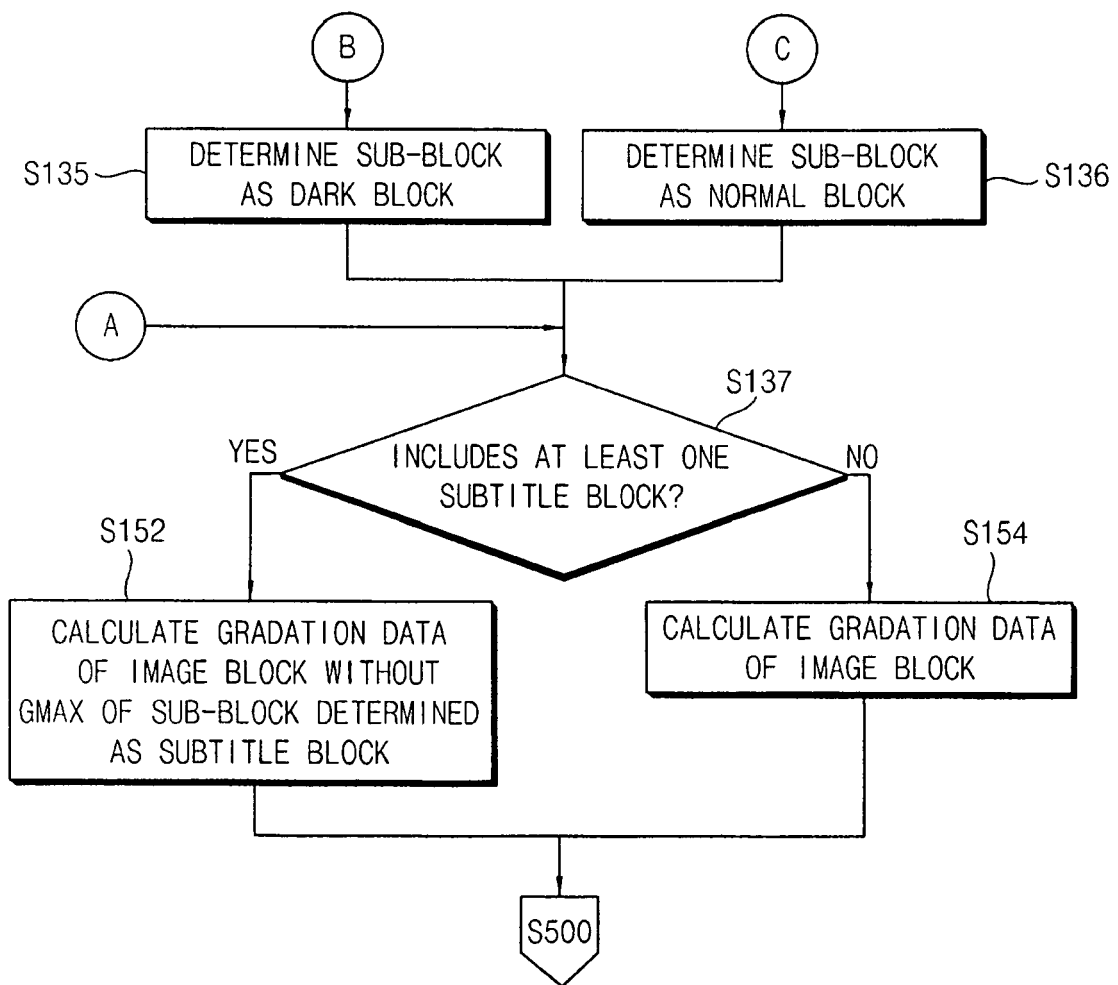 B
C
S135
DETERMINE SUB-BLOCK
AS DARK BLOCK
DETERMINE SUB-BLOCK
AS NORMAL BLOCK
S136
A
S137
YES
INCLUDES AT LEAST ONE
SUBTITLE BLOCK?
NO
S152
CALCULATE GRADATION DATA
OF IMAGE BLOCK WITHOUT
GMAX OF SUB-BLOCK DETERMINED
AS SUBTITLE BLOCK
S154
CALCULATE GRADATION DATA
OF IMAGE BLOCK
S500